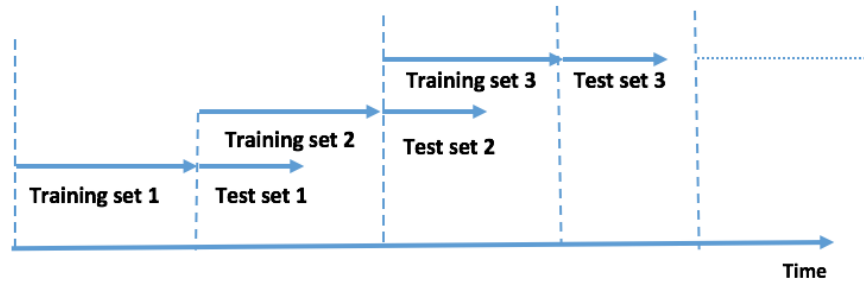 Training set 3
Test set 3
Training set 2
Test set 2
Training set 1
Test set 1
Time